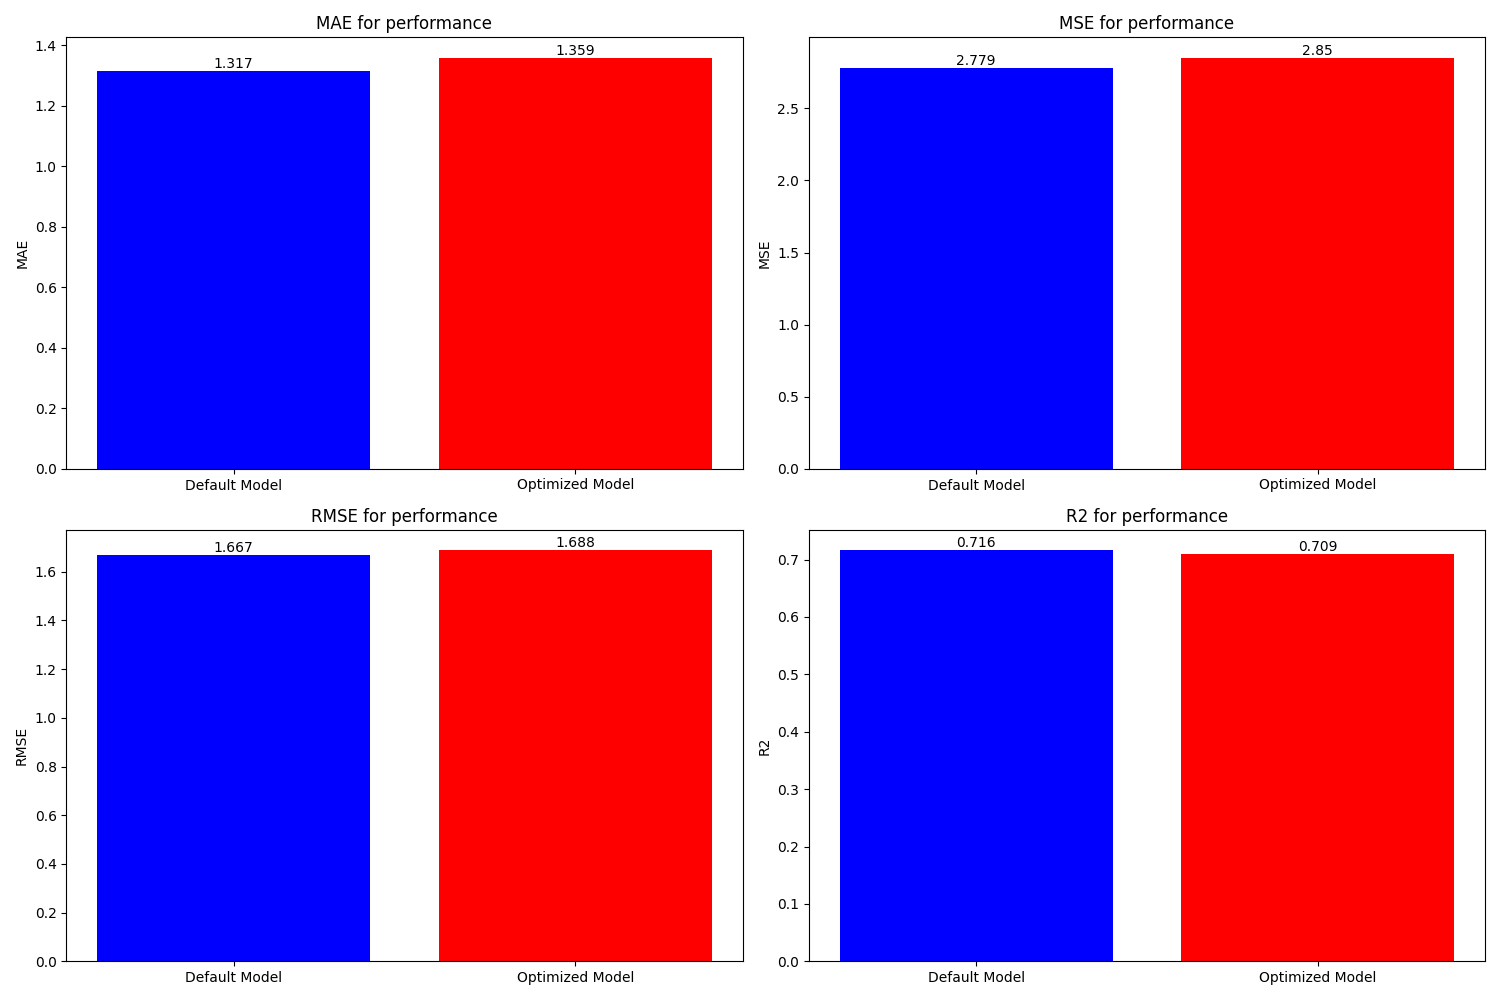 MAE for performance
1.4
1.2
1.0
0.8
0.6
0.4
0.2
0.0
MAE
1.317
1.359
Default Model
Optimized Model
MSE for performance
2.5
2.0
1.5
1.0
0.5
0.0
MSE
2.779
2.85
Default Model
Optimized Model
RMSE for performance
1.6
1.4
1.2
1.0
0.8
0.6
0.4
0.2
0.0
RMSE
1.667
1.688
Default Model
Optimized Model
R2 for performance
0.7
0.6
0.5
0.4
0.3
0.2
0.1
0.0
R2
0.716
0.709
Default Model
Optimized Model